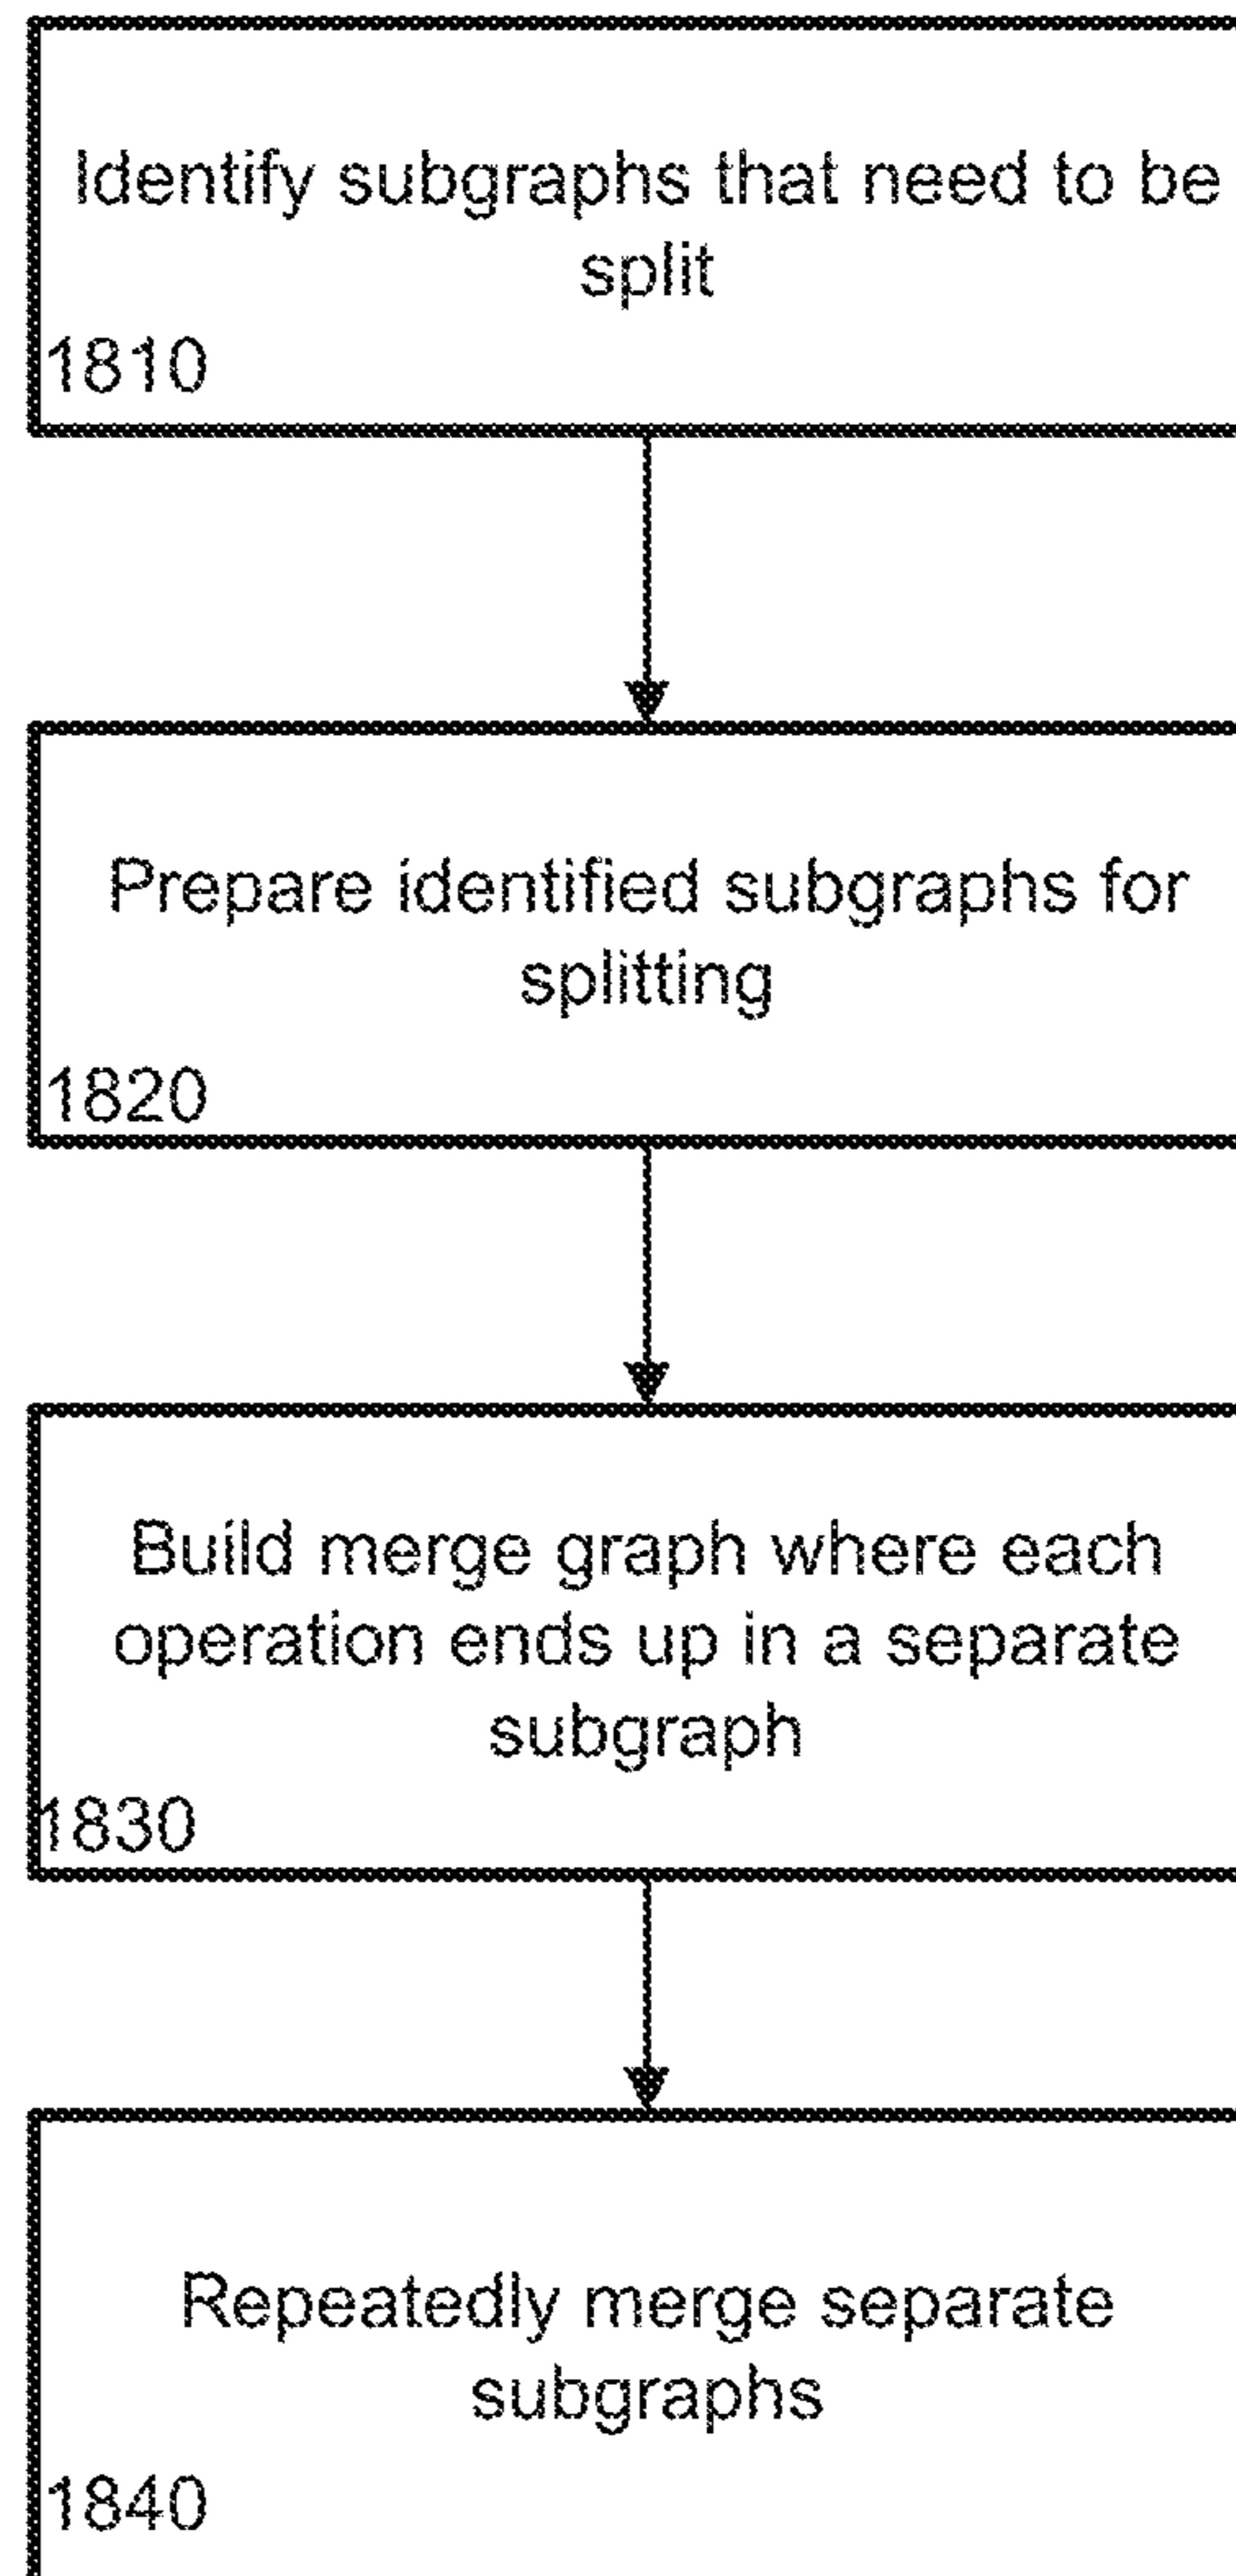 Identify subgraphs that need to be
split
1810
Prepare identified subgraphs for
splitting
1820
Build merge graph where each
operation ends up in a separate
subgraph
1830
Repeatedly merge separate
subgraphs
1840